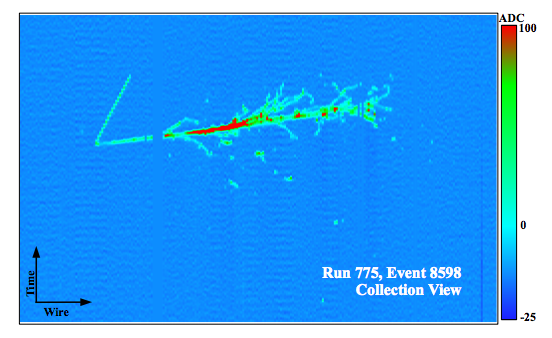 ADC
100
0
-25
Run 775, Event 8598
Collection View
Time
Wire